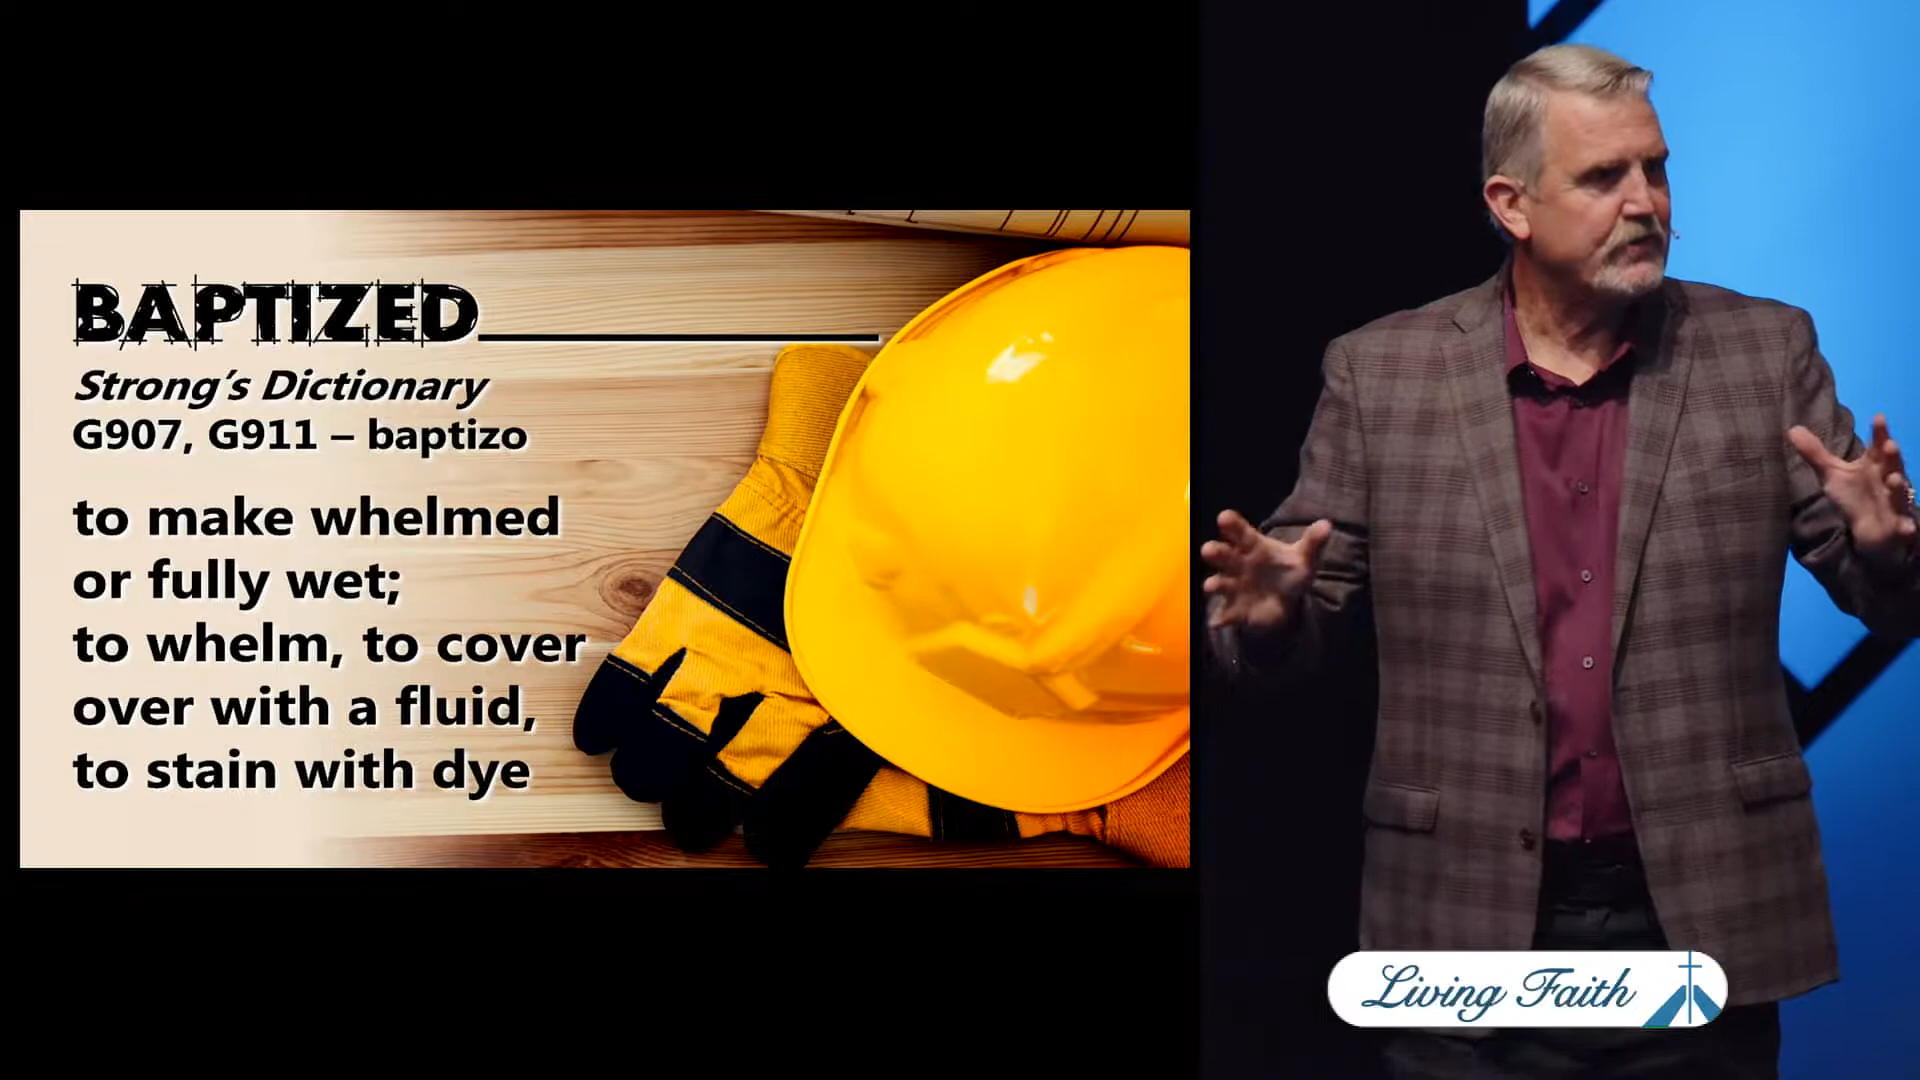 BAPTIZED
Strong’s Dictionary
G907, G911 – baptizo
to make whelmed
or fully wet;
to whelm, to cover
over with a fluid,
to stain with dye
Living Faith